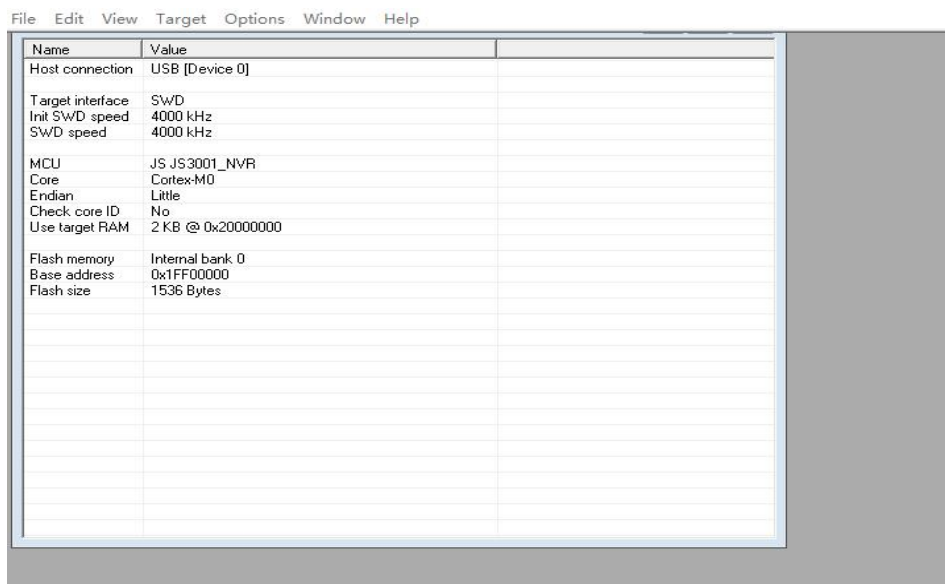 File Edit View Target Options Window Help
Name Value
Host connection USB [Device 0]
Target interface SWD
Init SWD speed 4000 kHz
SWD speed 4000 kHz
MCU JS JS3001_NVR
Core Cortex-M0
Endian Little
Check core ID No
Use target RAM 2 KB @ 0x20000000
Flash memory Internal bank 0
Base address 0x1FF00000
Flash size 1536 Bytes